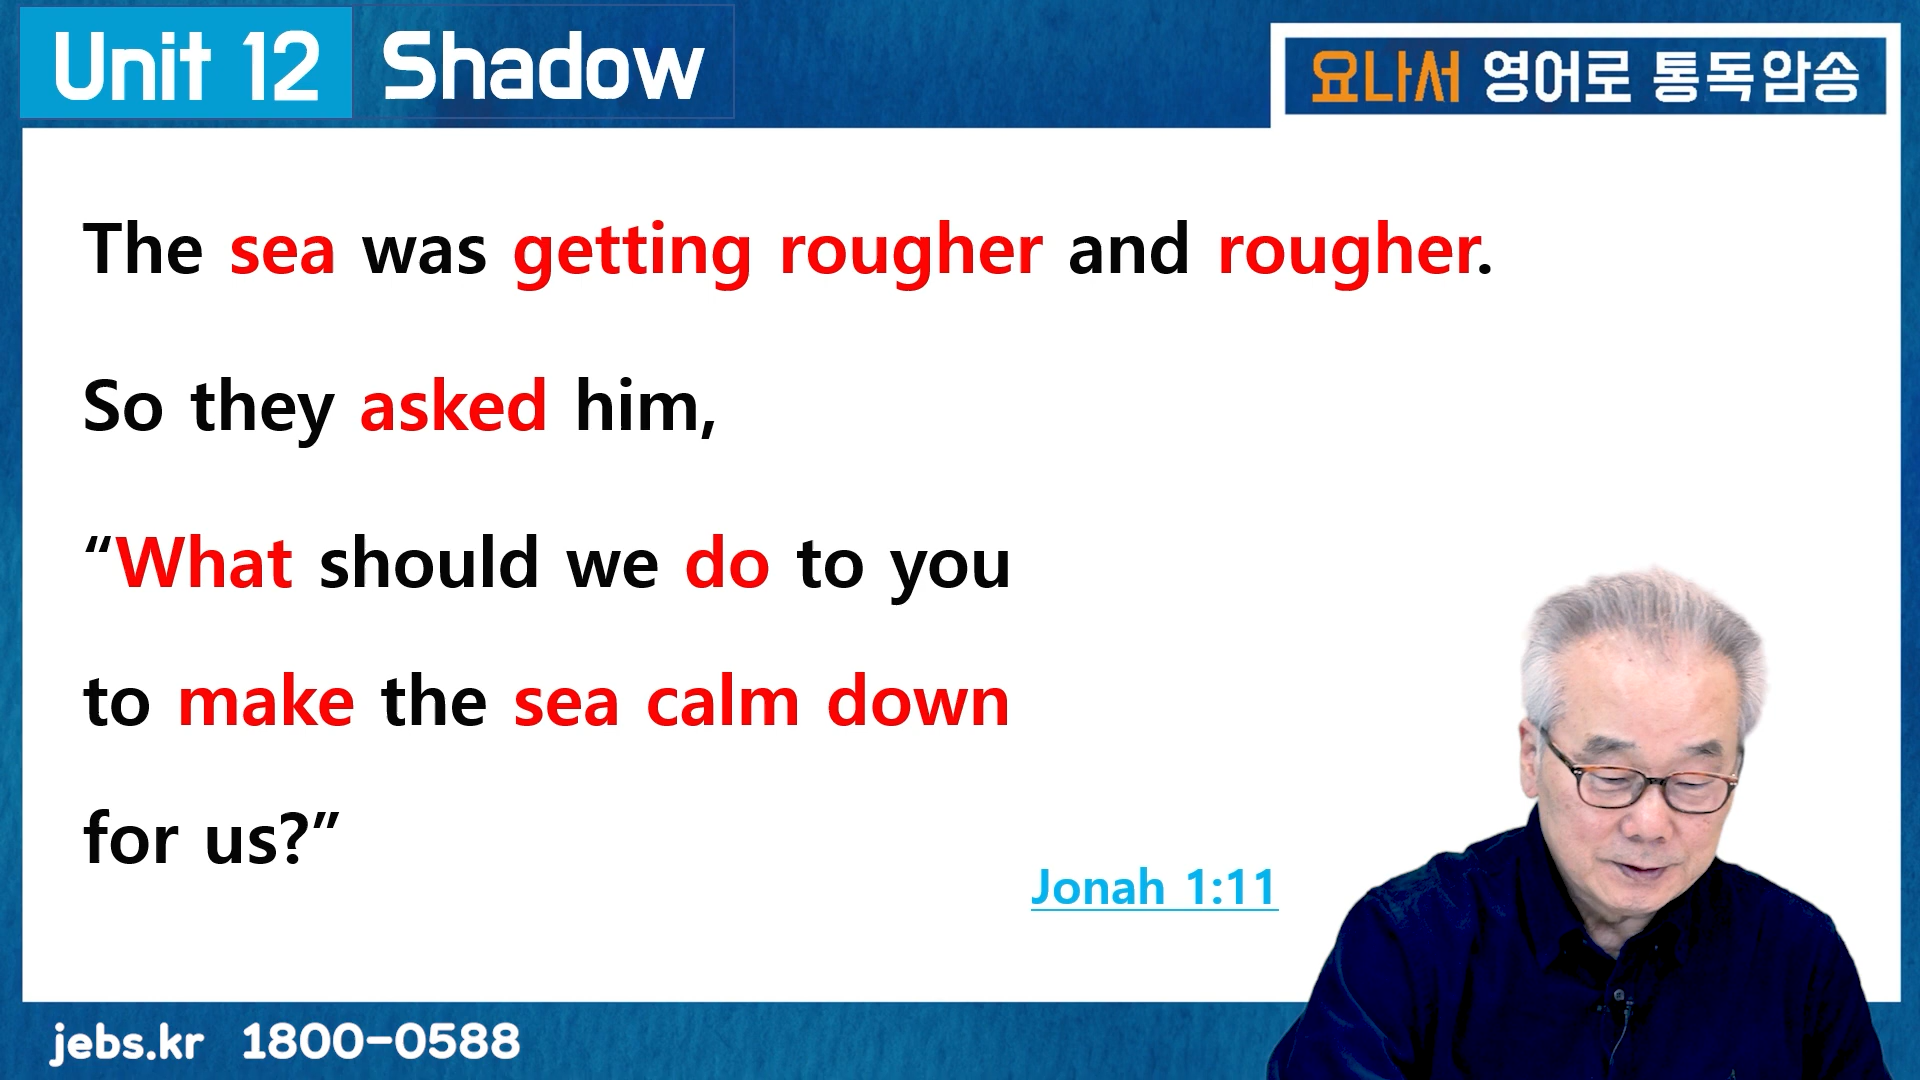 Unit 12 Shadow
요나서 영어로 통독암송
The sea was getting rougher and rougher.
So they asked him,
“What should we do to you
to make the sea calm down
for us?”
Jonah 1:11
jebs.kr 1800-0588